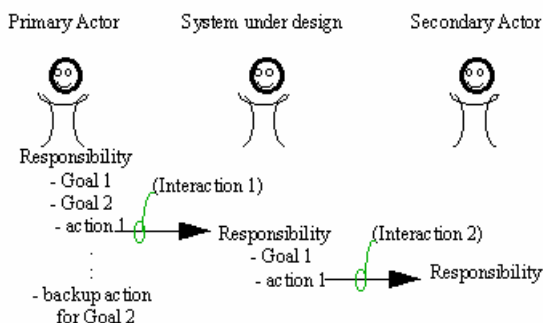 Primary Actor
System under design
Secondary Actor
Responsibility
- Goal 1
- Goal 2
- action 1
:
:
- backup action
for Goal 2
(Interaction 1)
Responsibility
- Goal 1
- action 1
(Interaction 2)
Responsibility